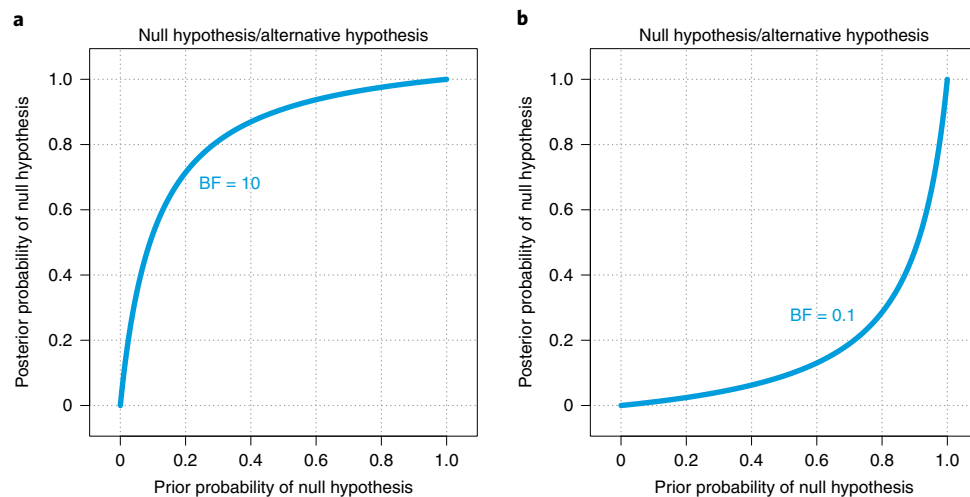 a
Null hypothesis/alternative hypothesis
Posterior probability of null hypothesis
1.0
0.8
0.6
0.4
0.2
0
BF = 10
0 0.2 0.4 0.6 0.8 1.0
Prior probability of null hypothesis
b
Null hypothesis/alternative hypothesis
Posterior probability of null hypothesis
1.0
0.8
0.6
0.4
0.2
0
BF = 0.1
0 0.2 0.4 0.6 0.8 1.0
Prior probability of null hypothesis